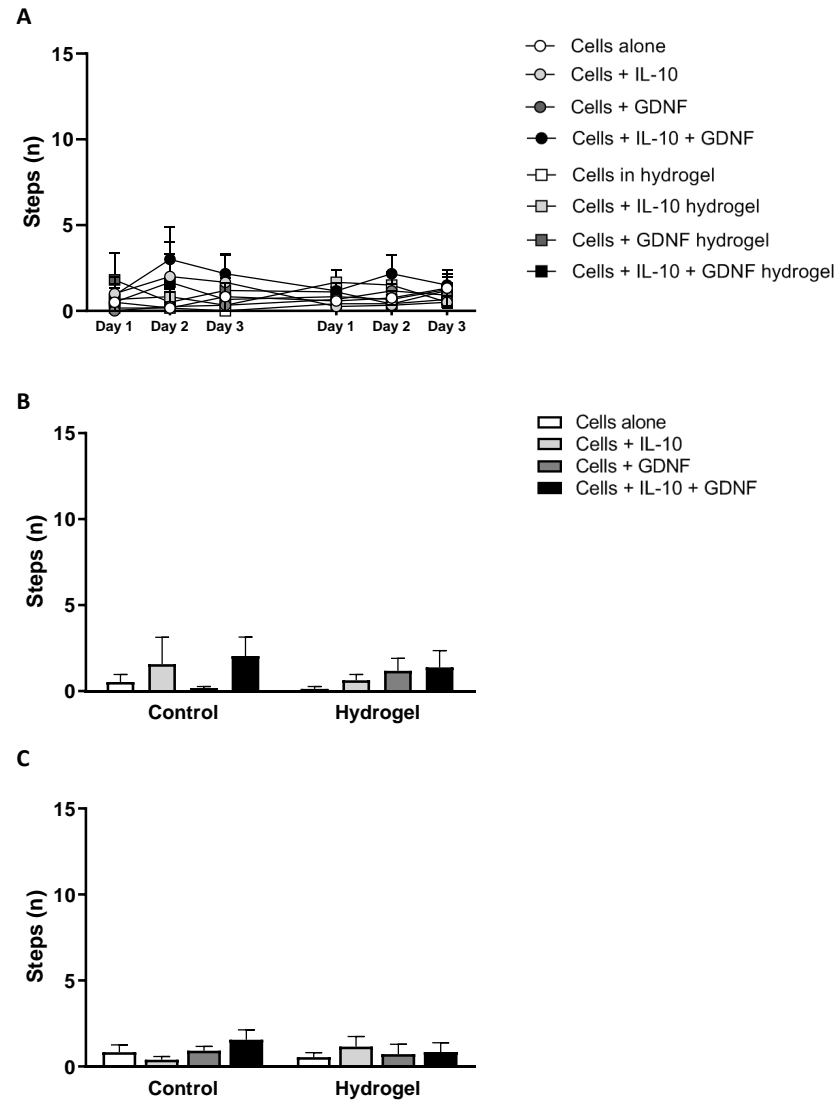 A
Steps (n)
15
10
5
0
Day 1 Day 2 Day 3 Day 1 Day 2 Day 3
Cells alone
Cells + IL-10
Cells + GDNF
Cells + IL-10 + GDNF
Cells in hydrogel
Cells + IL-10 hydrogel
Cells + GDNF hydrogel
Cells + IL-10 + GDNF hydrogel
B
Steps (n)
15
10
5
0
Control Hydrogel
Cells alone
Cells + IL-10
Cells + GDNF
Cells + IL-10 + GDNF
C
Steps (n)
15
10
5
0
Control Hydrogel